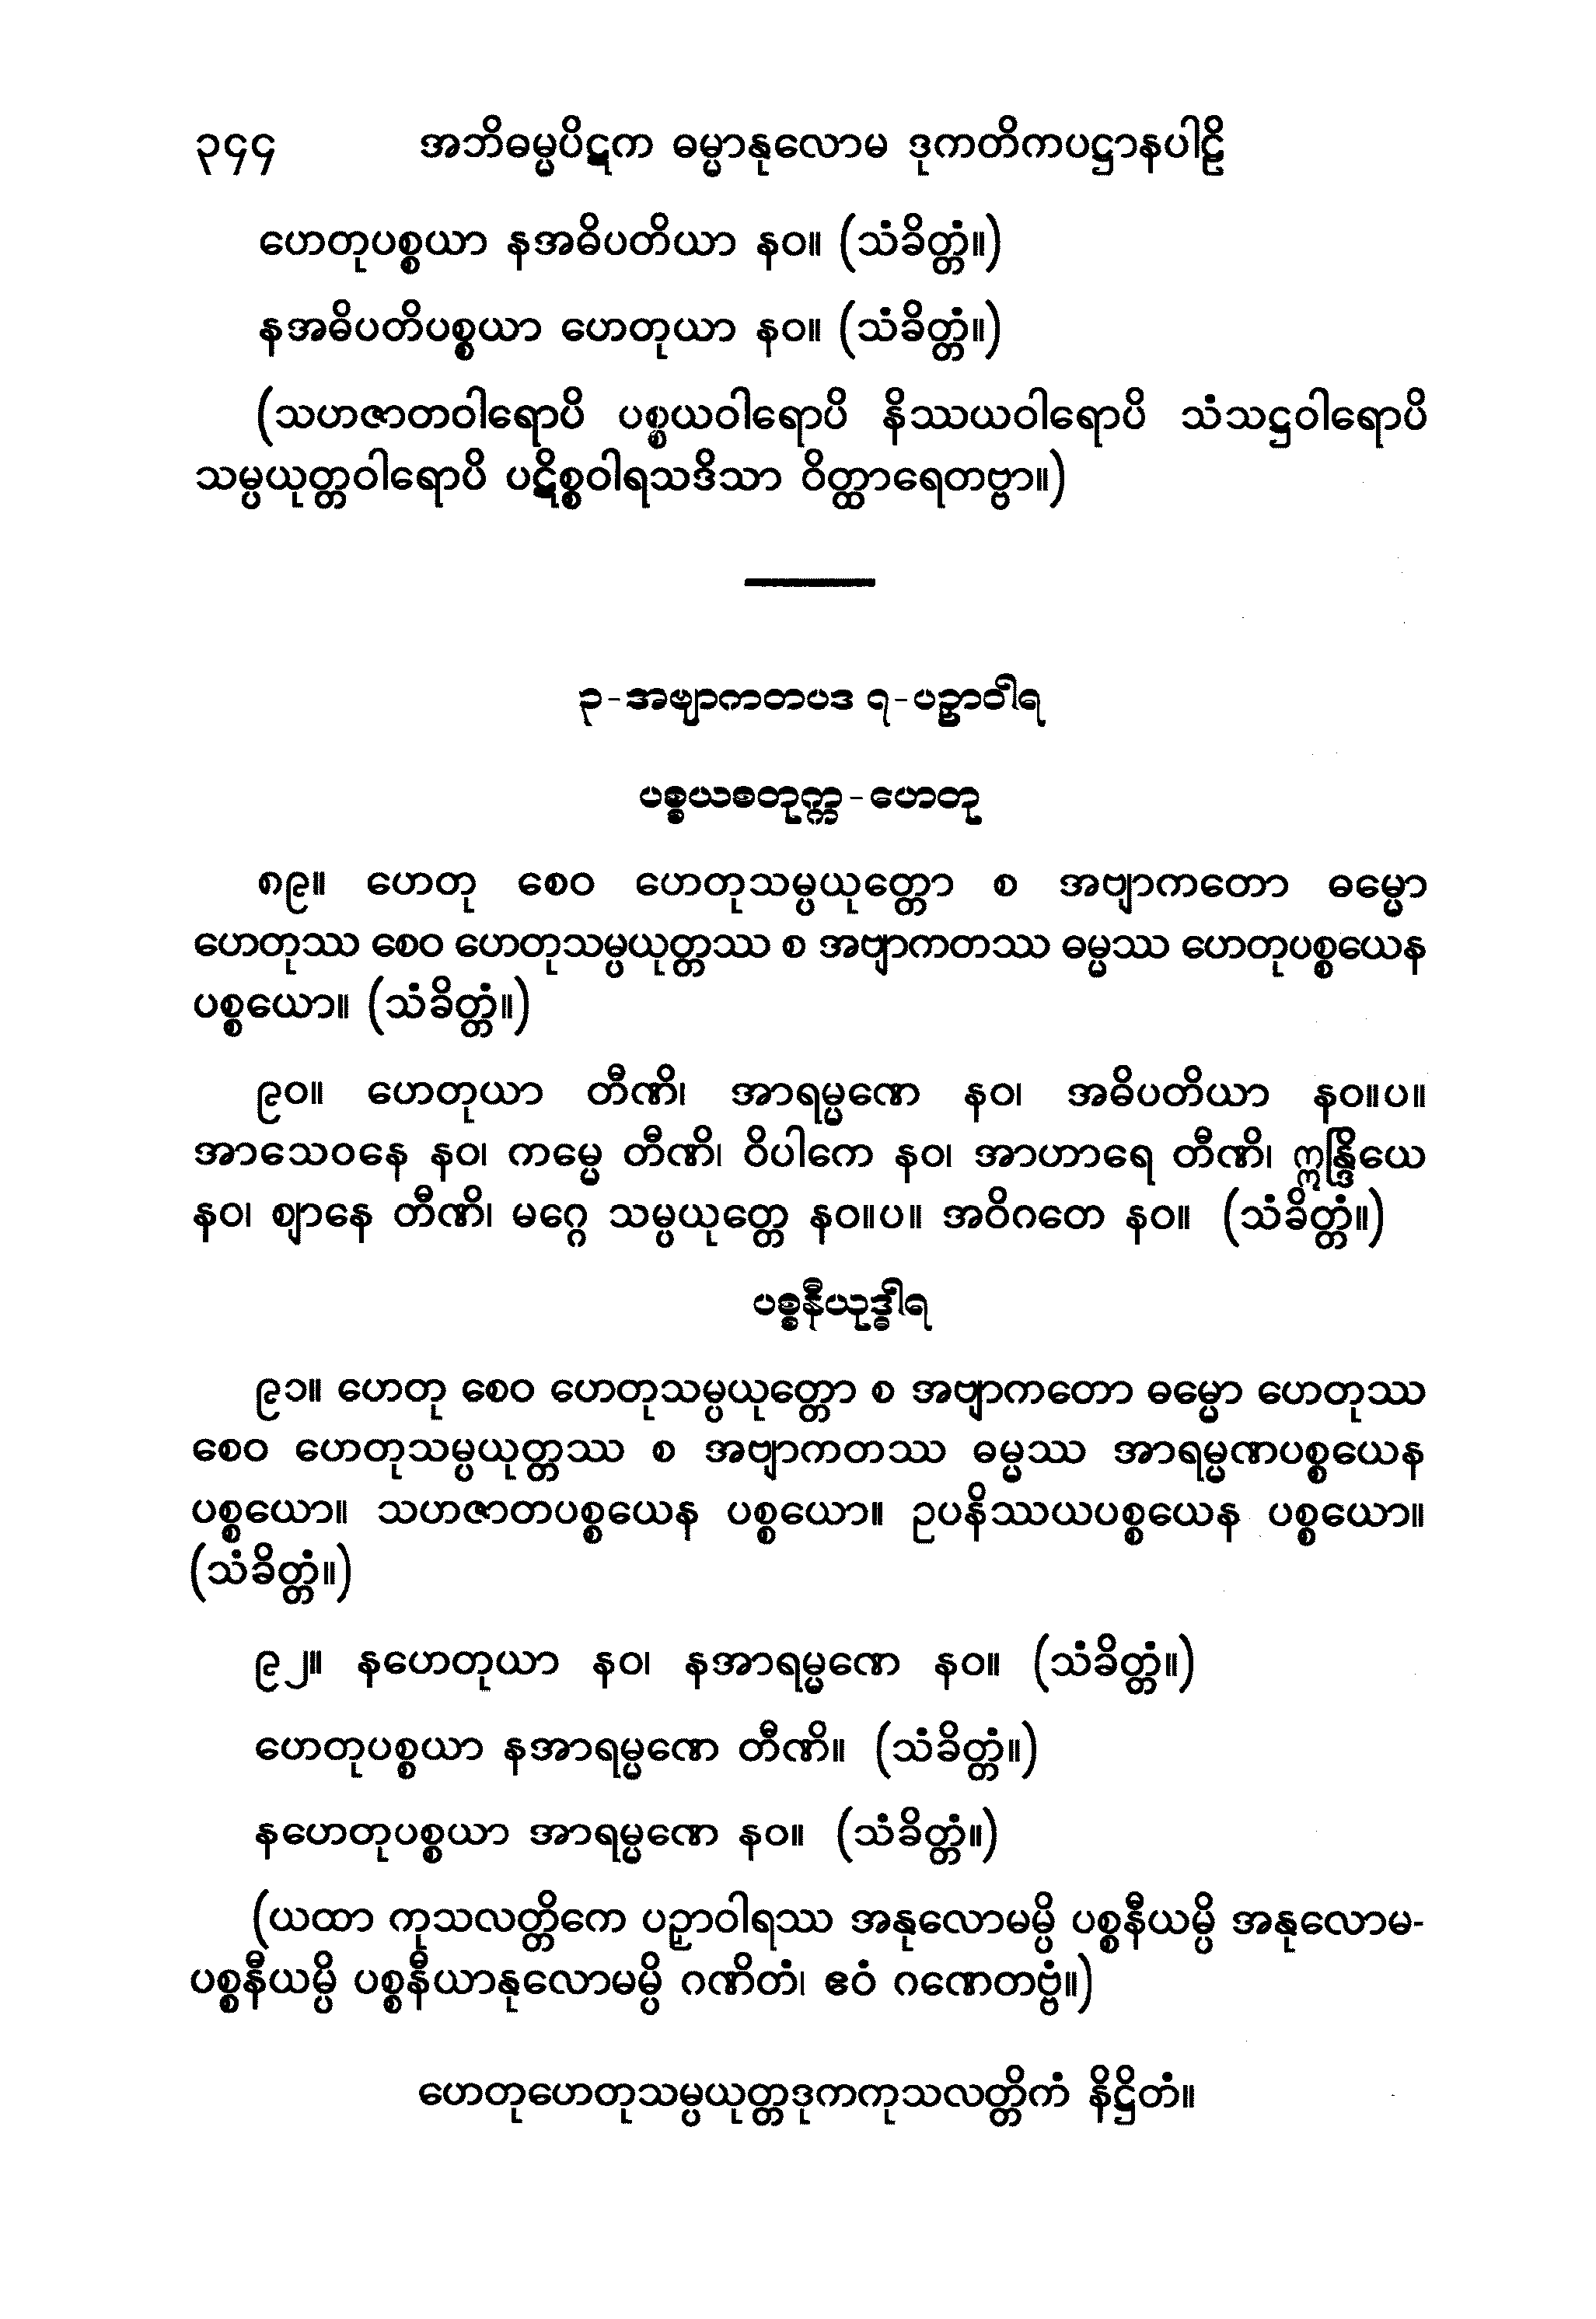 ၃၄၄ အဘိဓမ္မပိဋက ဓမ္မာနုလောမ ဒုကတိကပဋ္ဌာနပါဠိ
ဟေတုပစ္စယာ နအဓိပတိယာ နဝ။ (သံခိတ္တံ။)
နအဓိပတိပစ္စယာ ဟေတုယာ နဝ။ (သံခိတ္တံ။)
(သဟဇာတဝါရောပိ ပစ္စယဝါရောပိ နိဿယဝါရောပိ သံသဋ္ဌဝါရောပိ
သမ္ပယုတ္တဝါရောပိ ပဋိစ္စဝါရသဒိသာ ဝိတ္ထာရေတဗ္ဗာ။)
၃-အဗျာကတပဒ ၇-ပဉှာဝါရ
ပစ္စယစတုက္က-ဟေတု
၈၉။ ဟေတု စေဝ ဟေတုသမ္ပယုတ္တော စ အဗျာကတော ဓမ္မော
ဟေတုဿ စေဝ ဟေတုသမ္ပယုတ္တဿ စ အဗျာကတဿ ဓမ္မဿ ဟေတုပစ္စယေန
ပစ္စယော။ (သံခိတ္တံ။)
၉၀။ ဟေတုယာ တီဏိ၊ အာရမ္မဏေ နဝ၊ အဓိပတိယာ နဝ။ပ။
အာသေဝနေ နဝ၊ ကမ္မေ တီဏိ၊ ဝိပါကေ နဝ၊ အာဟာရေ တီဏိ၊ ဣန္ဒြိယေ
နဝ၊ ဈာနေ တီဏိ၊ မဂ္ဂေ သမ္ပယုတ္တေ နဝ။ပ။ အဝိဂတေ နဝ။ (သံခိတ္တံ။)
ပစ္စနီယုဒ္ဓါရ
၉၁။ ဟေတု စေဝ ဟေတုသမ္ပယုတ္တော စ အဗျာကတော ဓမ္မော ဟေတုဿ
စေဝ ဟေတုသမ္ပယုတ္တဿ စ အဗျာကတဿ ဓမ္မဿ အာရမ္မဏပစ္စယေန
ပစ္စယော။ သဟဇာတပစ္စယေန ပစ္စယော။ ဥပနိဿယပစ္စယေန ပစ္စယော။
(သံခိတ္တံ။)
၉၂။ နဟေတုယာ နဝ၊ နအာရမ္မဏေ နဝ။ (သံခိတ္တံ။)
ဟေတုပစ္စယာ နအာရမ္မဏေ တီဏိ။ (သံခိတ္တံ။)
နဟေတုပစ္စယာ အာရမ္မဏေ နဝ။ (သံခိတ္တံ။)
(ယထာ ကုသလတ္တိကေ ပဉှာဝါရဿ အနုလောမမ္ပိ ပစ္စနီယမ္ပိ အနုလောမ-
ပစ္စနီယမ္ပိ ပစ္စနီယာနုလောမမ္ပိ ဂဏိတံ၊ ဧဝံ ဂဏေတဗ္ဗံ။)
ဟေတုဟေတုသမ္ပယုတ္တဒုကကုသလတ္တိကံ နိဋ္ဌိတံ။